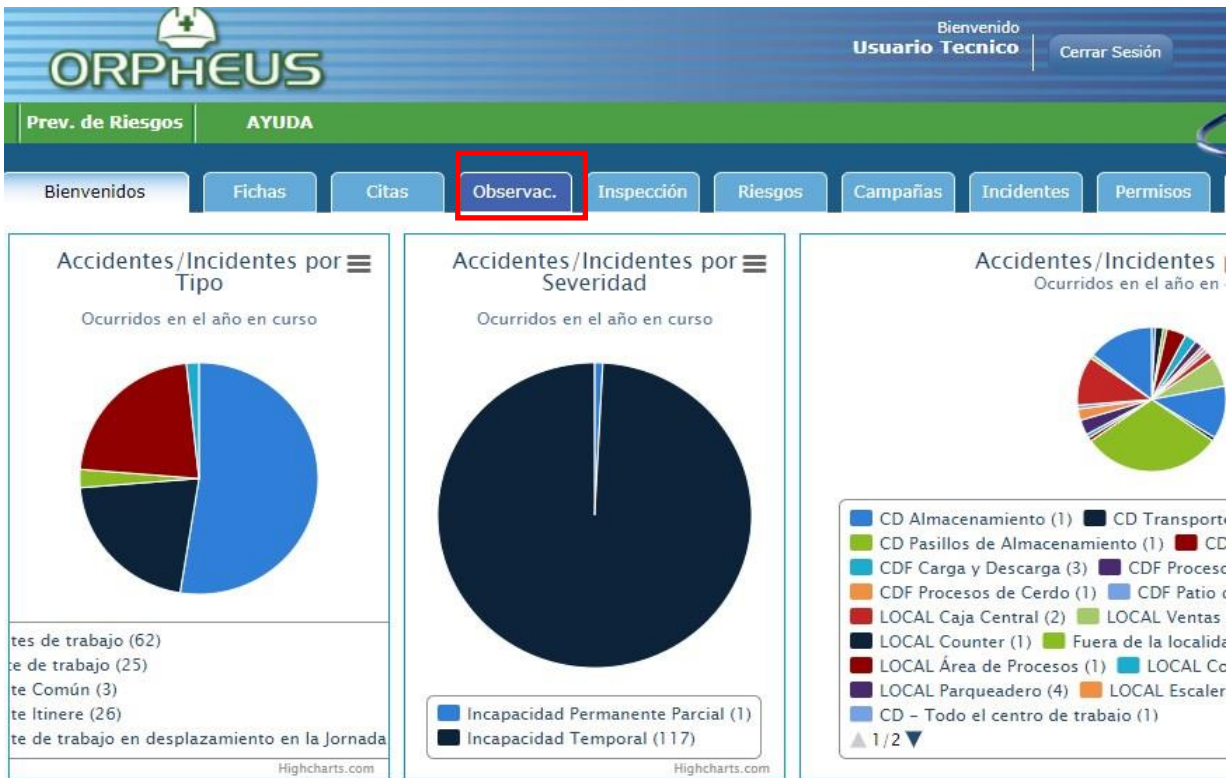 ORPHEUS
Bienvenido
Usuario Tecnico
Cerrar Sesión
Prev. de Riesgos AYUDA
Bienvenidos Fichas Citas Observac. Inspección Riesgos Campañas Incidentes Permisos
Accidentes/Incidentes por
Tipo
Ocurridos en el año en curso
tes de trabajo (62)
te de trabajo (25)
te Común (3)
te Itinere (26)
te de trabajo en desplazamiento en la Jornada
Highcharts.com
Accidentes/Incidentes por
Severidad
Ocurridos en el año en curso
Incapacidad Permanente Parcial (1)
Incapacidad Temporal (117)
Highcharts.com
Accidentes/Incidentes
Ocurridos en el año en
CD Almacenamiento (1) CD Transport
CD Pasillos de Almacenamiento (1) CD
CDF Carga y Descarga (3) CDF Proceso
CDF Procesos de Cerdo (1) CDF Patio
LOCAL Caja Central (2) LOCAL Ventas
LOCAL Counter (1) Fuera de la localida
LOCAL Área de Procesos (1) LOCAL Co
LOCAL Parqueadero (4) LOCAL Escaler
CD - Todo el centro de trabajo (1)
1/2